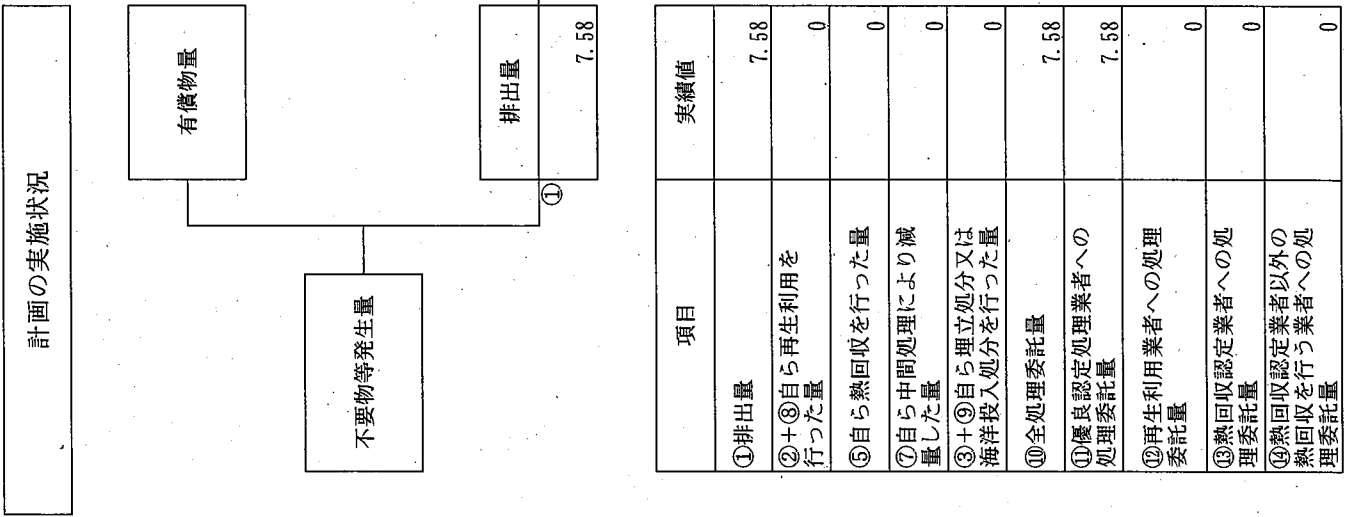 計画の実施状況
有償物量
不要物等発生量
排出量
①
7.58
項目
実績値
①排出量
7.58
②+⑧自ら再生利用を
行った量
0
⑤自ら熱回収を行った量
0
⑦自ら中間処理により減
量した量
0
③+⑨自ら埋立処分又は
海洋投入処分を行った量
0
⑩全処理委託量
7.58
⑪優良認定処理業者への
処理委託量
7.58
⑫再生利用業者への処理
委託量
0
⑬熱回収認定業者への処
理委託量
0
⑭熱回収認定業者以外の
熱回収を行う業者への処
理委託量
0